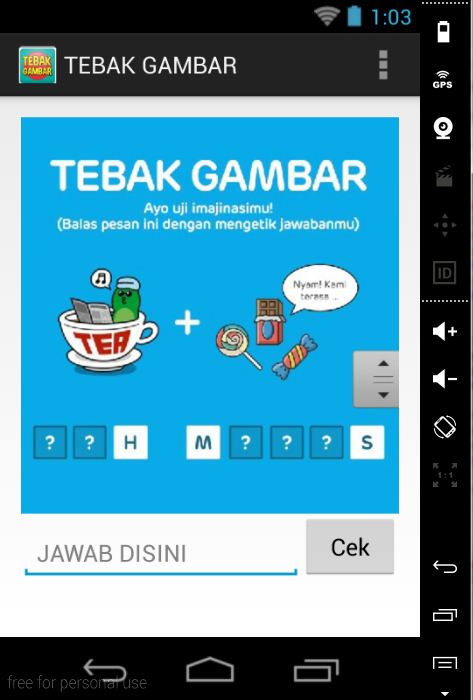 1:03
TEBAK
GAMBAR
TEBAK GAMBAR
GPS
ID
TEBAK GAMBAR
Ayo uji imajinasimu!
(Balas pesan ini dengan mengetik jawabanmu)
Nyam! Kami
terasa ...
TEA
+
? ? H M ? ? ? S
JAWAB DISINI
Cek
1:1
free for personal use